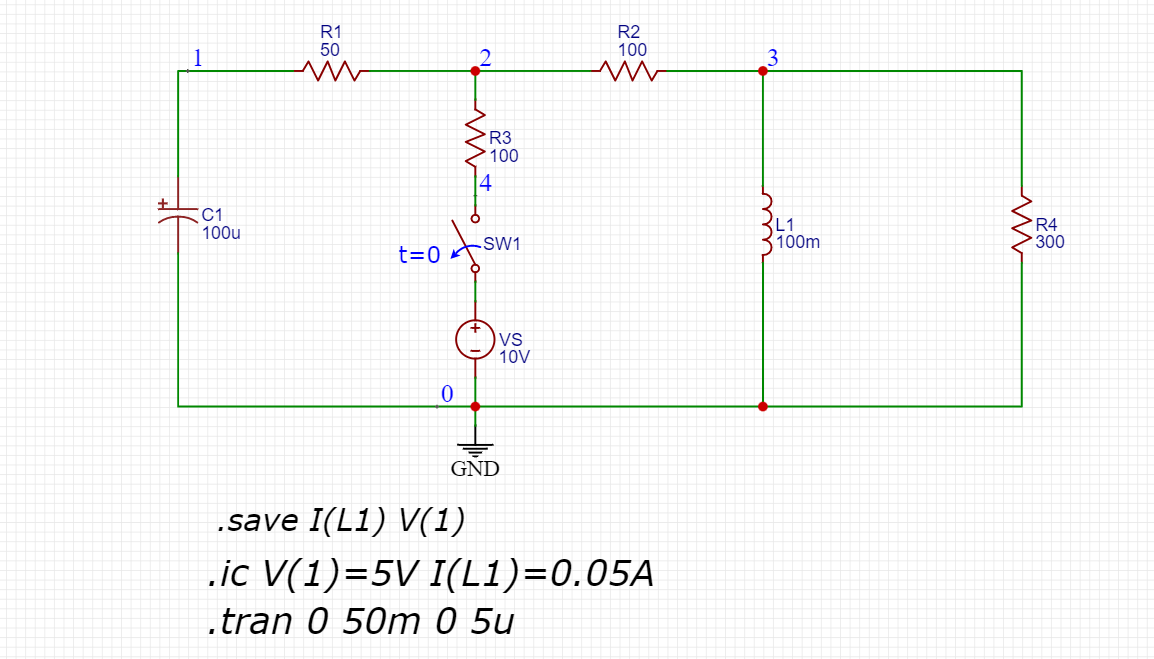 R1
50
R2
100
1
2
3
R3
100
4
+
C1
100u
t=0
SW1
L1
100m
R4
300
+
VS
10V
0
GND
.save I(L1) V(1)
.ic V(1)=5V I(L1)=0.05A
.tran 0 50m 0 5u